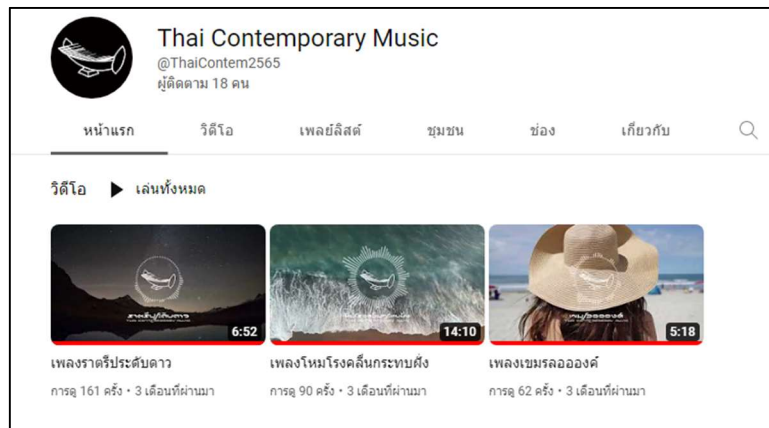 Thai Contemporary Music
@ThaiContem2565
ผู้ติดตาม 18 คน
หน้าแรก วิดีโอ เพลย์ลิสต์ ชุมชน ช่อง เกี่ยวกับ
วิดีโอ เล่นทั้งหมด
6:52 14:10 5:18
เพลงราตรีประดับดาว เพลงโหมโรงคลื่นกระทบฝั่ง เพลงเขมรลอออค์
การดู 161 ครั้ง • 3 เดือนที่ผ่านมา การดู 90 ครั้ง • 3 เดือนที่ผ่านมา การดู 62 ครั้ง • 3 เดือนที่ผ่านมา